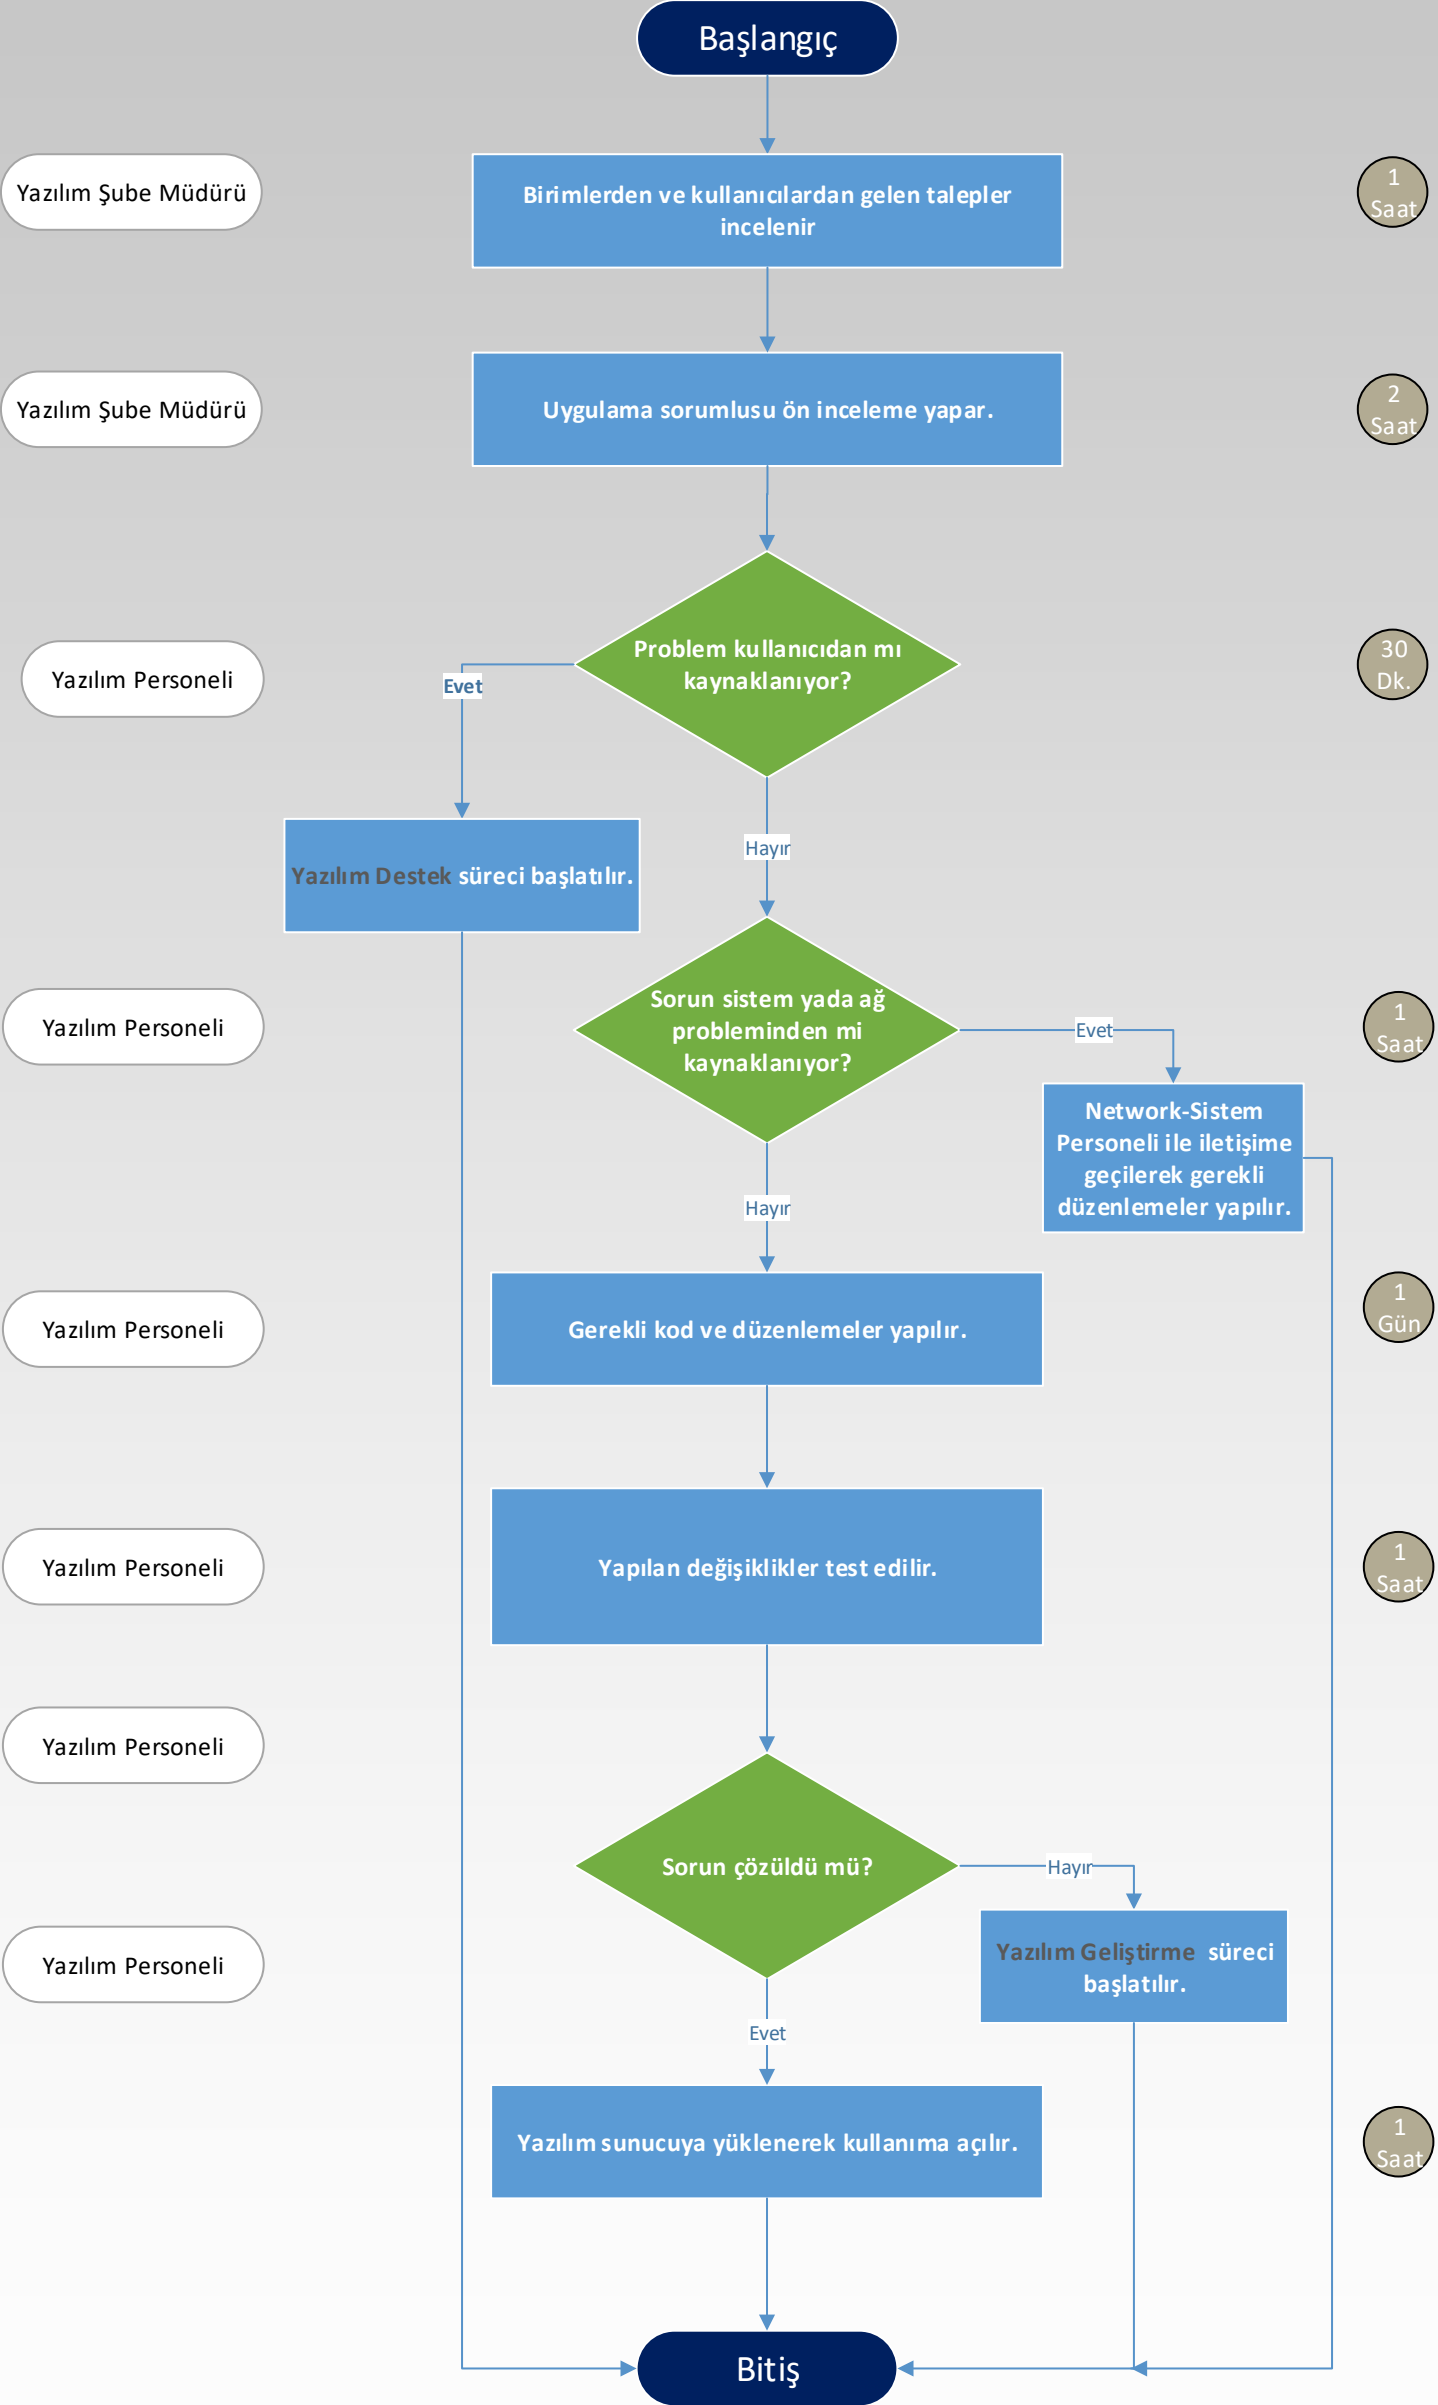 Başlangıç
Yazılım Şube Müdürü
Birimlerden ve kullanıcılardan gelen talepler
incelenir
1
Saat
Yazılım Şube Müdürü
Uygulama sorumlusu ön inceleme yapar.
2
Saat
Yazılım Personeli
Problem kullanıcıdan mı
kaynaklanıyor?
30
Dk.
Evet
Hayır
Yazılım Destek süreci başlatılır.
Yazılım Personeli
Sorun sistem yada ağ
probleminden mi
kaynaklanıyor?
Evet
1
Saat
Network-Sistem
Personeli ile iletişime
geçilerek gerekli
düzenlemeler yapılır.
Hayır
Yazılım Personeli
Gerekli kod ve düzenlemeler yapılır.
1
Gün
Yazılım Personeli
Yapılan değişiklikler test edilir.
1
Saat
Yazılım Personeli
Sorun çözüldü mü?
Hayır
Yazılım Personeli
Yazılım Geliştirme süreci
başlatılır.
Evet
Yazılım sunucuya yüklenerek kullanıma açılır.
1
Saat
Bitiş